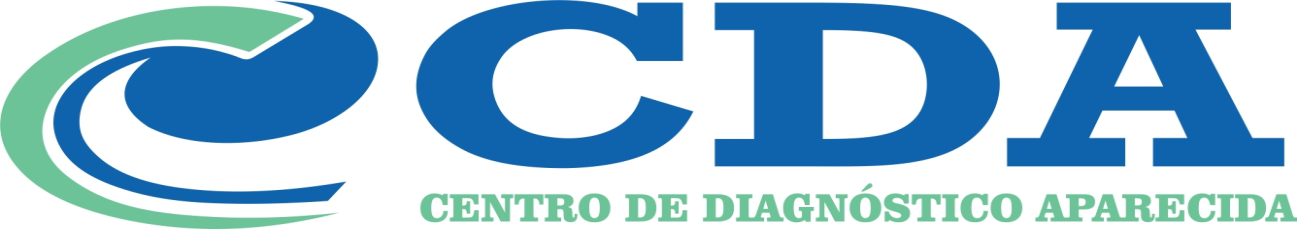 CDA
CENTRO DE DIAGNÓSTICO APARECIDA